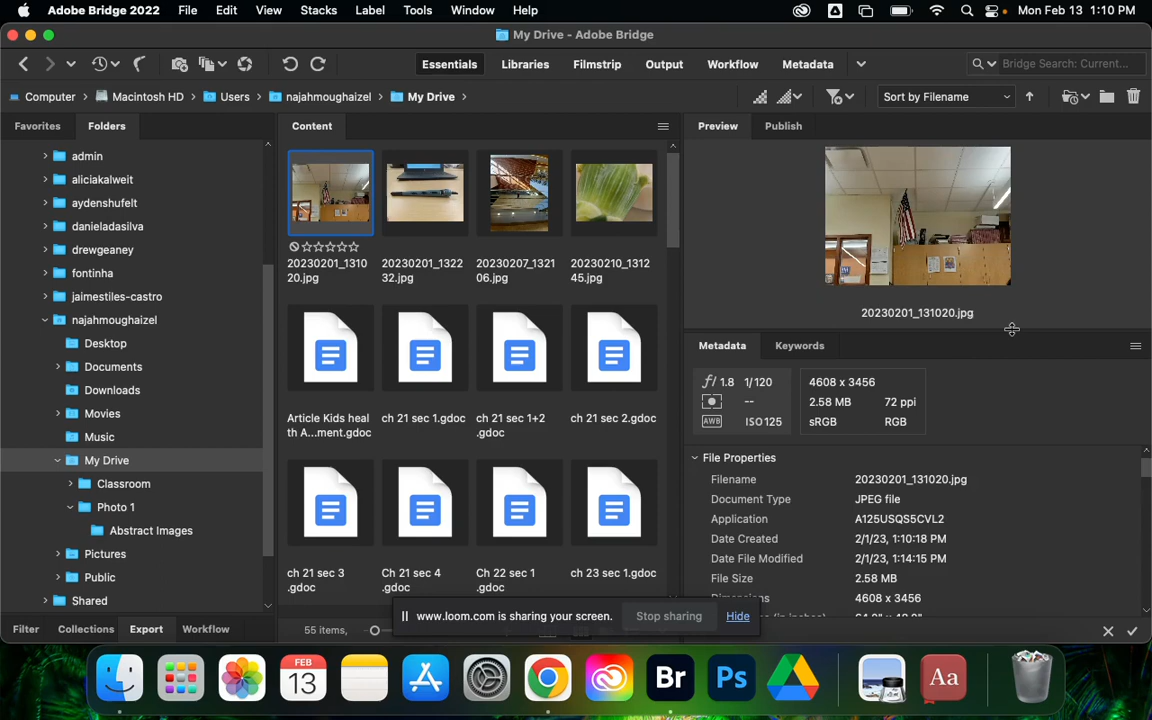 Adobe Bridge 2022 File Edit View Stacks Label Tools Window Help Mon Feb 13 1:10 PM
My Drive - Adobe Bridge
Essentials Libraries Filmstrip Output Workflow Metadata Bridge Search: Current...
Computer Macintosh HD Users najahmoughaizel My Drive Sort by Filename
Favorites Folders Content Preview Publish
admin
aliciakalweit
aydenshufelt
danieladasilva
drewgeaney
fontinha
jaimestiles-castro
najahmoughaizel
Desktop
Documents
Downloads
Movies
Music
My Drive
Classroom
Photo 1
Abstract Images
Pictures
Public
Shared
Filter Collections Export Workflow
20230201_1310 20230201_1322 20230207_1321 20230210_1312
20.jpg 32.jpg 06.jpg 45.jpg
Article Kids heal ch 21 sec 1.gdoc ch 21 sec 1+2 ch 21 sec 2.gdoc
th A...ment.gdoc .gdoc
ch 21 sec 3 Ch 21 sec 4 Ch 22 sec 1 ch 23 sec 1.gdoc
.gdoc .gdoc .gdoc
55 items,
20230201_131020.jpg
Metadata Keywords
f/ 1.8 1/120 4608 x 3456
-- 2.58 MB 72 ppi
AWB ISO125 sRGB RGB
File Properties
Filename 20230201_131020.jpg
Document Type JPEG file
Application A125USQS5CVL2
Date Created 2/1/23, 1:10:18 PM
Date File Modified 2/1/23, 1:14:15 PM
File Size 2.58 MB
Dimensions 4608 x 3456
www.loom.com is sharing your screen. Stop sharing Hide
FEB
13
Br Ps Aa